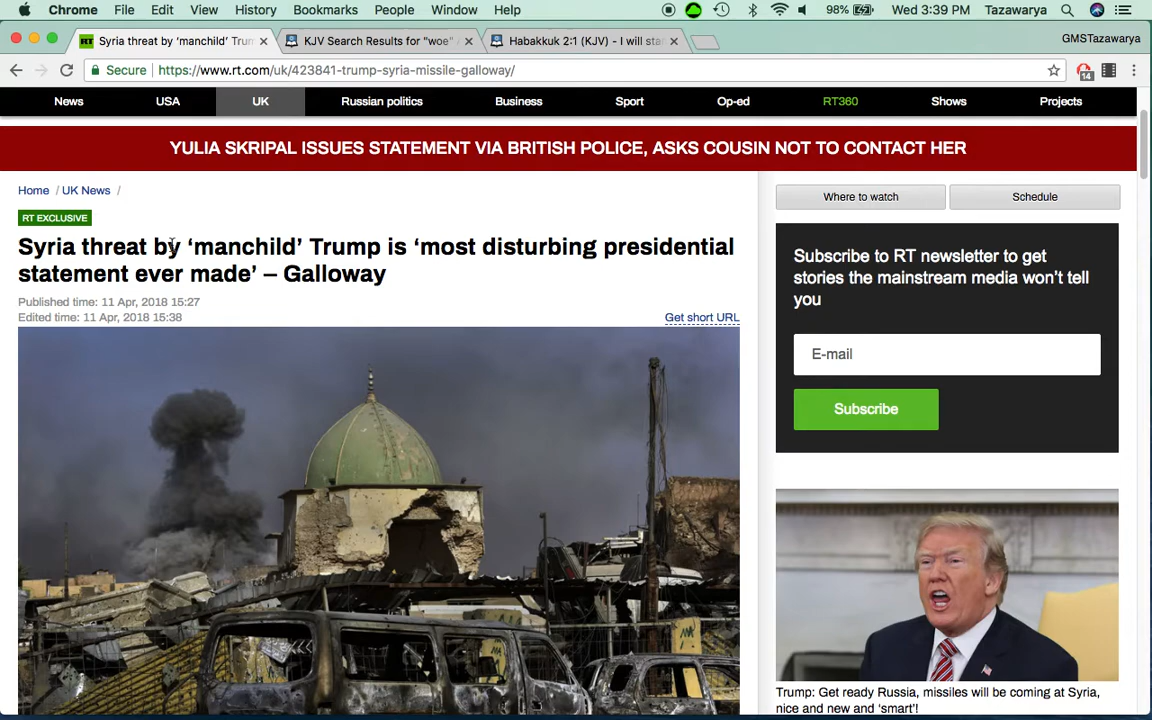 Chrome File Edit View History Bookmarks People Window Help 98% Wed 3:39 PM Tazawarya
Syria threat by ‘manchild’ Trum KJV Search Results for "woe" Habakkuk 2:1 (KJV) - I will sta GMSTazawarya
Secure https://www.rt.com/uk/423841-trump-syria-missile-galloway/ 14
News USA UK Russian politics Business Sport Op-ed RT360 Shows Projects
YULIA SKRIPAL ISSUES STATEMENT VIA BRITISH POLICE, ASKS COUSIN NOT TO CONTACT HER
Home / UK News /
RT EXCLUSIVE
Syria threat by ‘manchild’ Trump is ‘most disturbing presidential
statement ever made’ – Galloway
Published time: 11 Apr, 2018 15:27
Edited time: 11 Apr, 2018 15:38
Get short URL
Where to watch Schedule
Subscribe to RT newsletter to get
stories the mainstream media won’t tell
you
E-mail
Subscribe
Trump: Get ready Russia, missiles will be coming at Syria,
nice and new and ‘smart’!